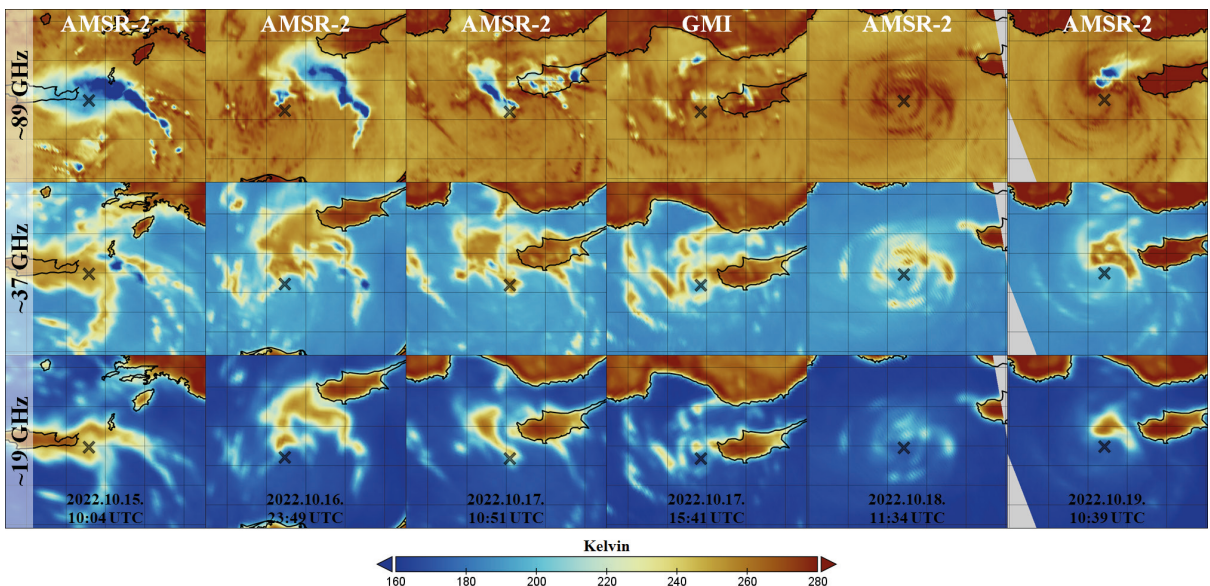 AMSR-2 AMSR-2 AMSR-2 GMI AMSR-2 AMSR-2
~89 GHz
~37 GHz
~19 GHz
2022.10.15. 2022.10.16. 2022.10.17. 2022.10.17. 2022.10.18. 2022.10.19.
10:04 UTC 23:49 UTC 10:51 UTC 15:41 UTC 11:34 UTC 10:39 UTC
Kelvin
160 180 200 220 240 260 280